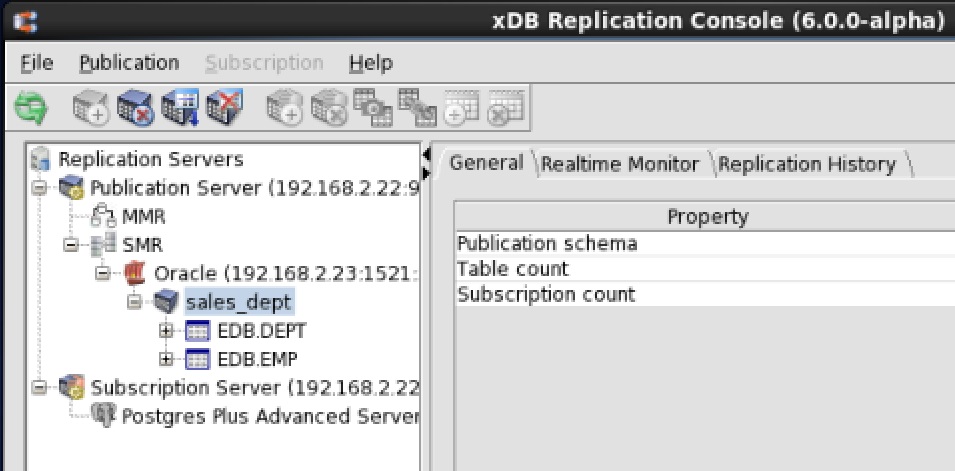 xDB Replication Console (6.0.0-alpha)
File Publication Subscription Help
Replication Servers
Publication Server (192.168.2.22:9
MMR
SMR
Oracle (192.168.2.23:1521:
sales_dept
EDB.DEPT
EDB.EMP
Subscription Server (192.168.2.22
Postgres Plus Advanced Server
General Realtime Monitor Replication History
Property
Publication schema
Table count
Subscription count